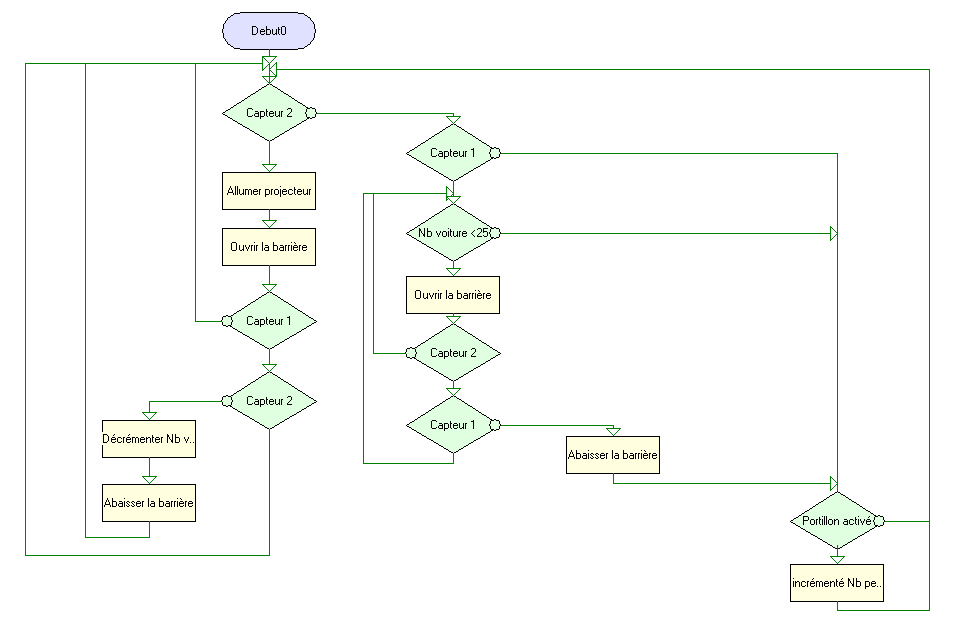 Debut0
Capteur 2
Capteur 1
Allumer projecteur
Nb voiture <25
Ouvrir la barrière
Ouvrir la barrière
Capteur 1
Capteur 2
Capteur 2
Capteur 1
Décrémenter Nb v..
Abaisser la barrière
Abaisser la barrière
Portillon activé
incrémenté Nb pe..